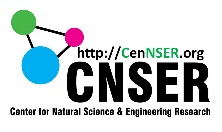 http://CenNSER.org
CNSER
Center for Natural Science & Engineering Research